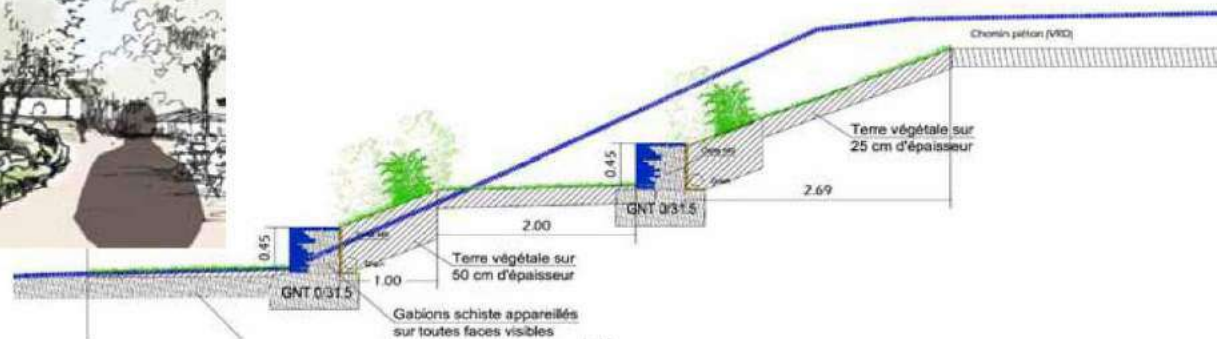 Chemin piéton (VRD)
Terre végétale sur
25 cm d'épaisseur
0.45
2.69
GNT 0/31.5
2.00
0.45
Terre végétale sur
50 cm d'épaisseur
1.00
GNT 0/31.5
Gabions schiste appareillés
sur toutes faces visibles